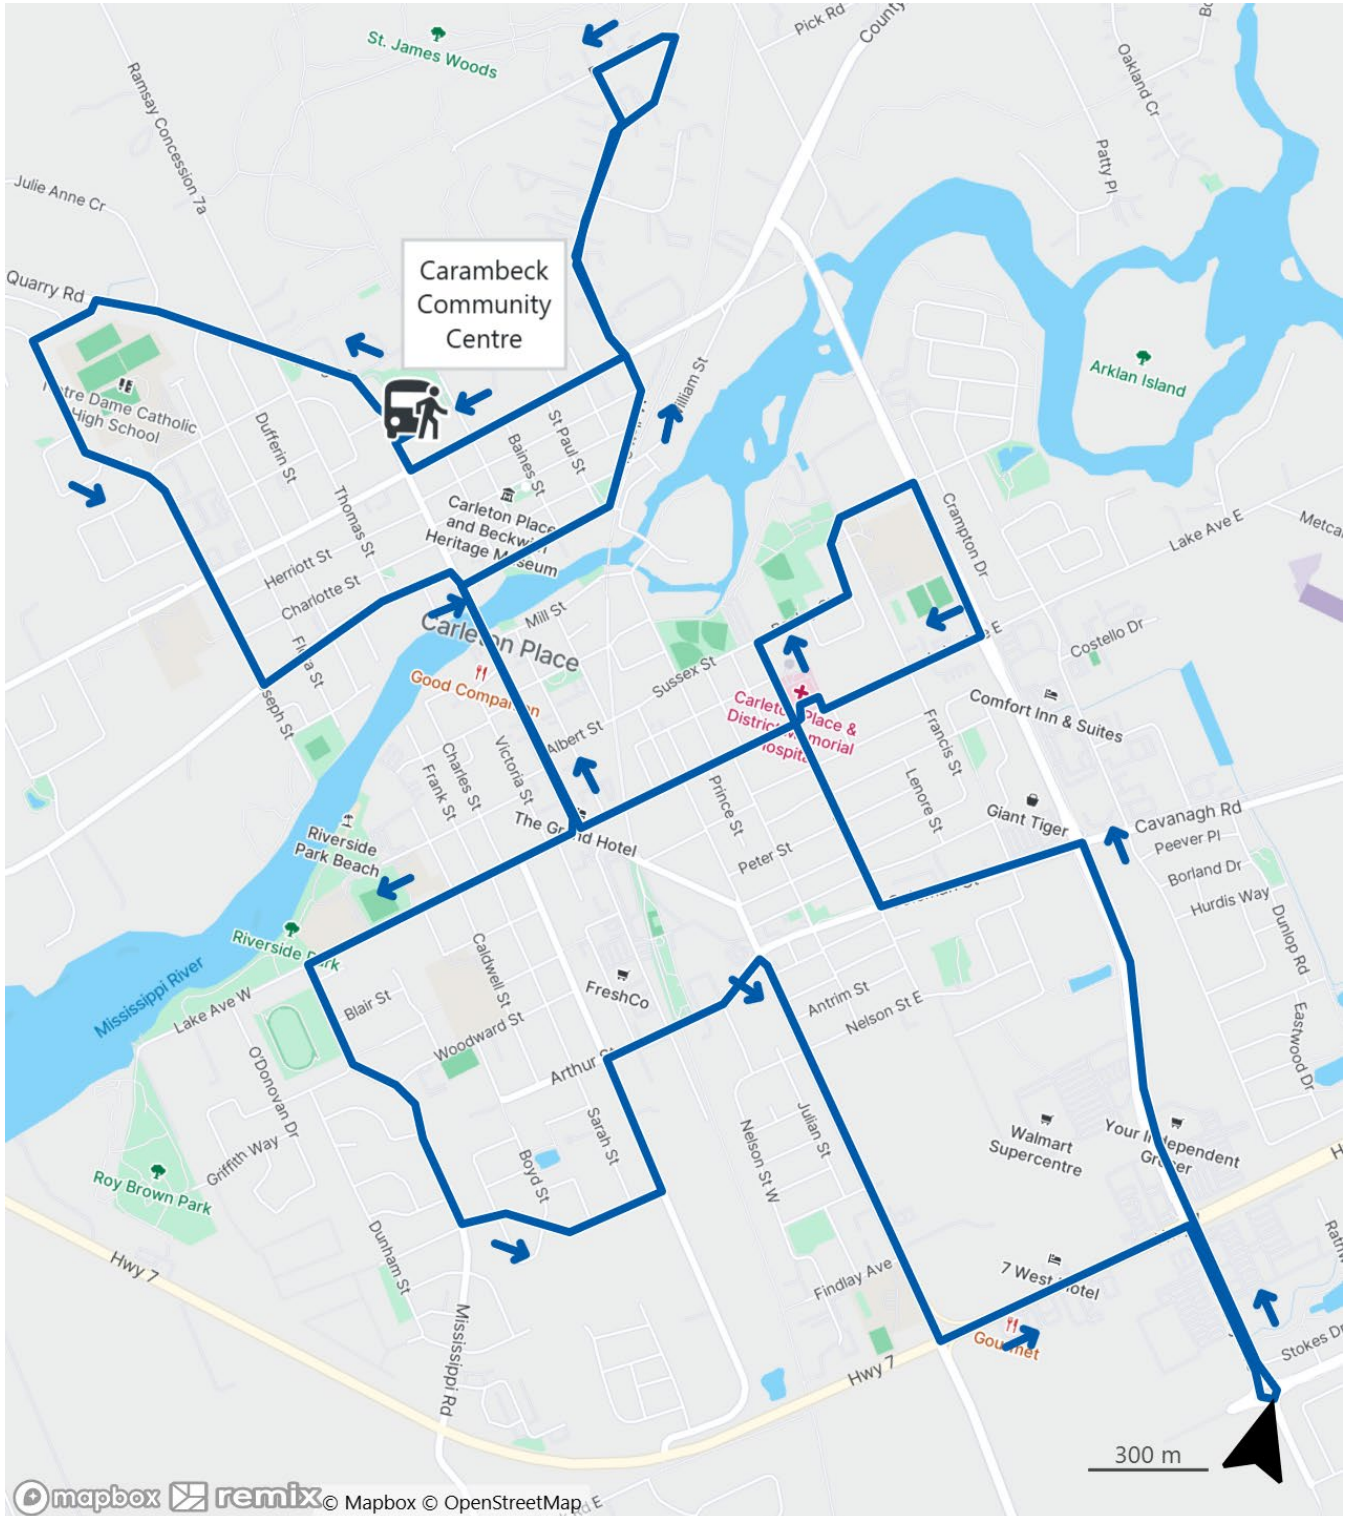 Pick Rd
County
St. James Woods
Oakland Cr
Ramsay Concession 7a
Patty Pl
Julie Anne Cr
Quarry Rd
Carambeck
Community
Centre
William St
Arklan Island
Dame Catholic
High School
Dufferin St
Baines St
St Paul St
Thomas St
Carleton Place
and Beckwith
Heritage Museum
Crampton Dr
Lake Ave E
Herriott St
Charlotte St
Mill St
Carleton Place
Costello Dr
Sussex St
Good Companion
Carleton Place &
District Memorial
Hospital
Comfort Inn & Suites
Albert St
Francis St
Charles St
Victoria St
Frank St
Prince St
Lenore St
Giant Tiger
Cavanagh Rd
Peever Pl
The Grand Hotel
Riverside
Park Beach
Peter St
Borland Dr
Hurdis Way
Riverside Park
Caldwell St
Dunlop Rd
Mississippi River
FreshCo
Antrim St
Lake Ave W
Blair St
Nelson St E
Woodward St
Eastwood Dr
Arthur St
O'Donovan Dr
Sarah St
Julian St
Nelson St W
Walmart
Supercentre
Your Independent
Grocer
Griffith Way
Boyd St
Roy Brown Park
Dunham St
Hwy 7
Findlay Ave
7 West Hotel
Gourmet
Stokes Dr
Mississippi Rd
Hwy 7
300 m
mapbox remix © Mapbox © OpenStreetMap